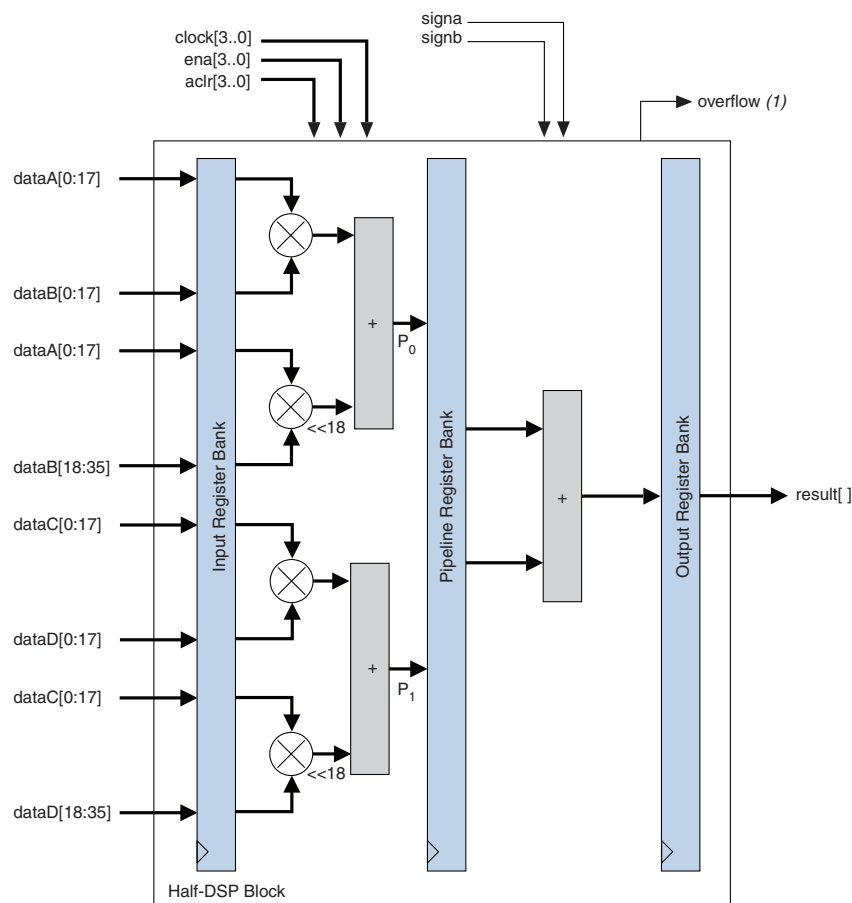 clock[3..0]
ena[3..0]
aclr[3..0]
signa
signb
overflow (1)
dataA[0:17]
dataB[0:17]
dataA[0:17]
dataB[18:35]
dataC[0:17]
dataD[0:17]
dataC[0:17]
dataD[18:35]
Input Register Bank
<<18
<<18
+
P0
+
P1
Pipeline Register Bank
+
Output Register Bank
result[ ]
Half-DSP Block